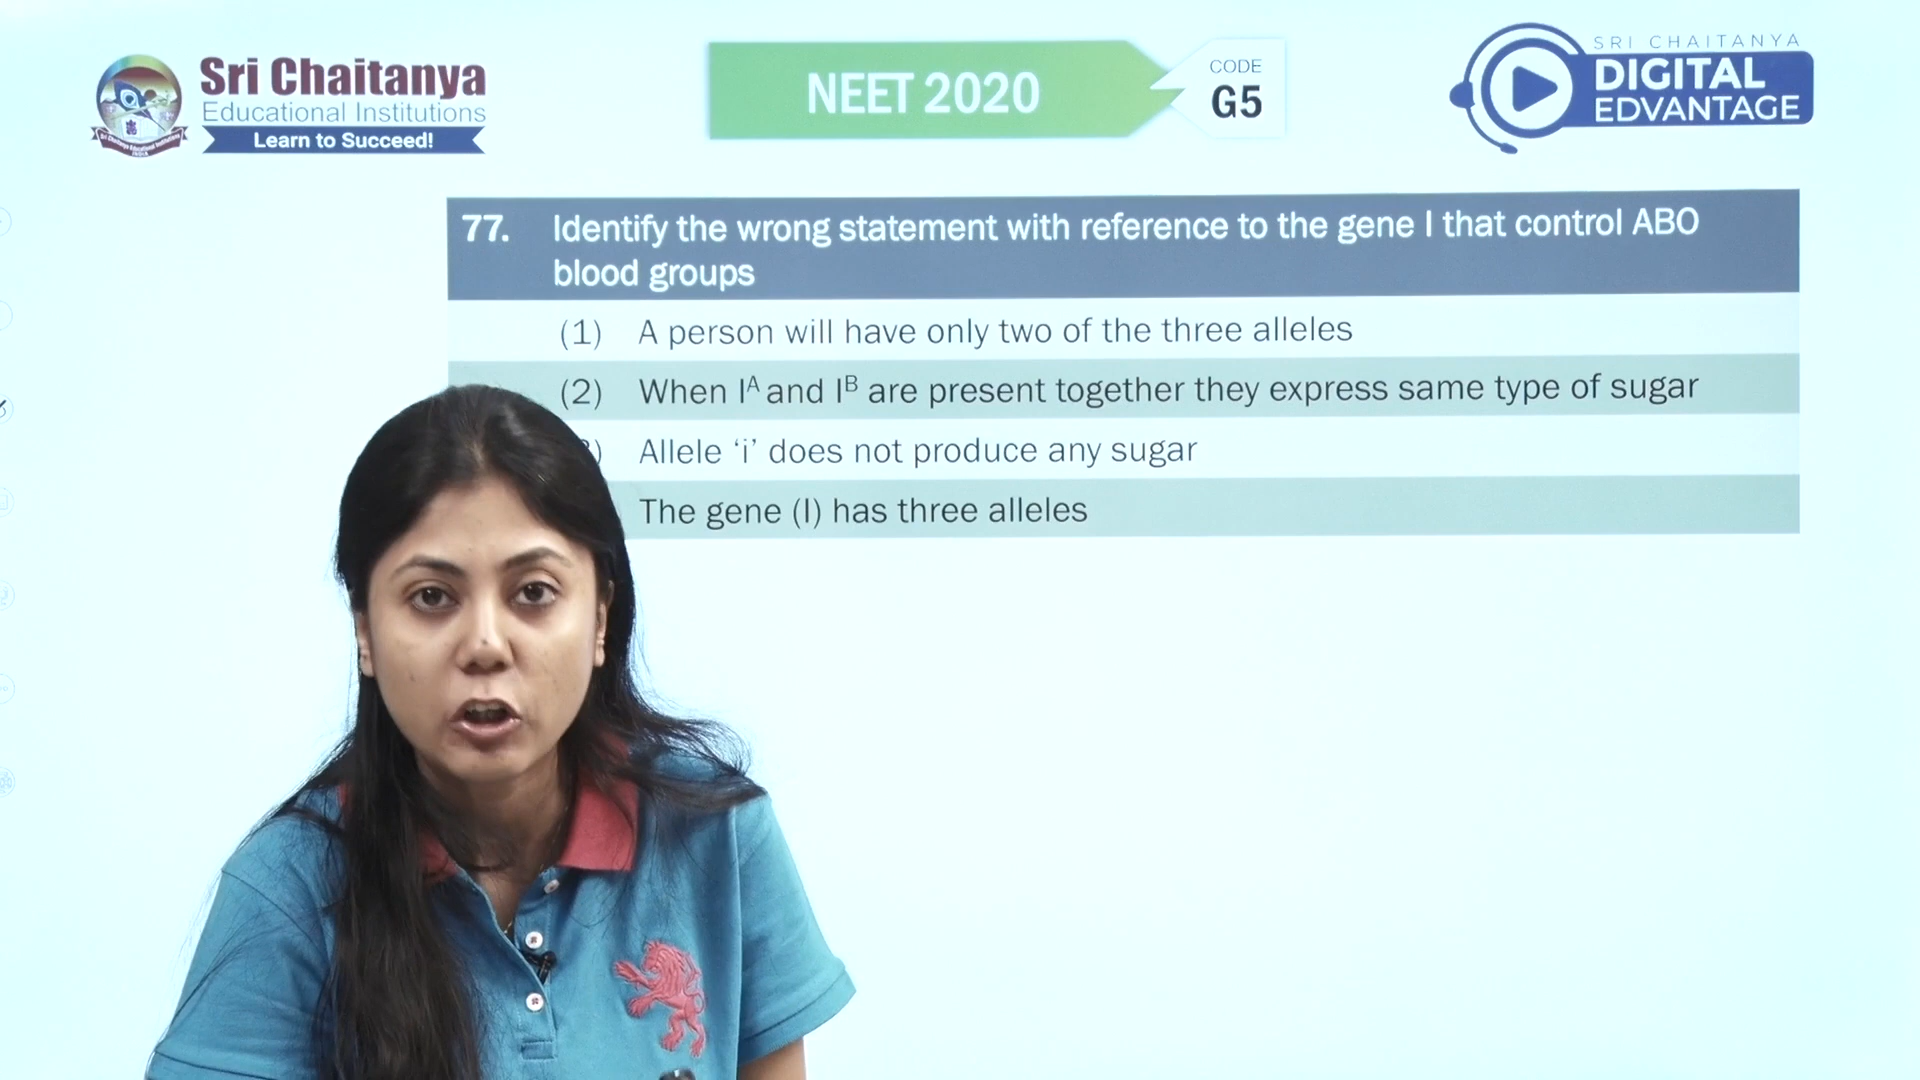 Sri Chaitanya
Educational Institutions
Learn to Succeed!
NEET 2020
CODE
G5
SRI CHAITANYA
DIGITAL
EDVANTAGE
77. Identify the wrong statement with reference to the gene I that control ABO
blood groups
(1) A person will have only two of the three alleles
(2) When Iᴬ and Iᴮ are present together they express same type of sugar
) Allele ‘i’ does not produce any sugar
The gene (I) has three alleles